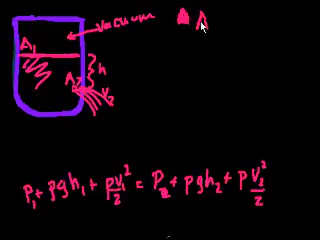 vacuum
A₁
h
A₂
V₂
P₁ + ρgh₁ + ρV₁²/2 = P₂ + ρgh₂ + ρV₂²/2